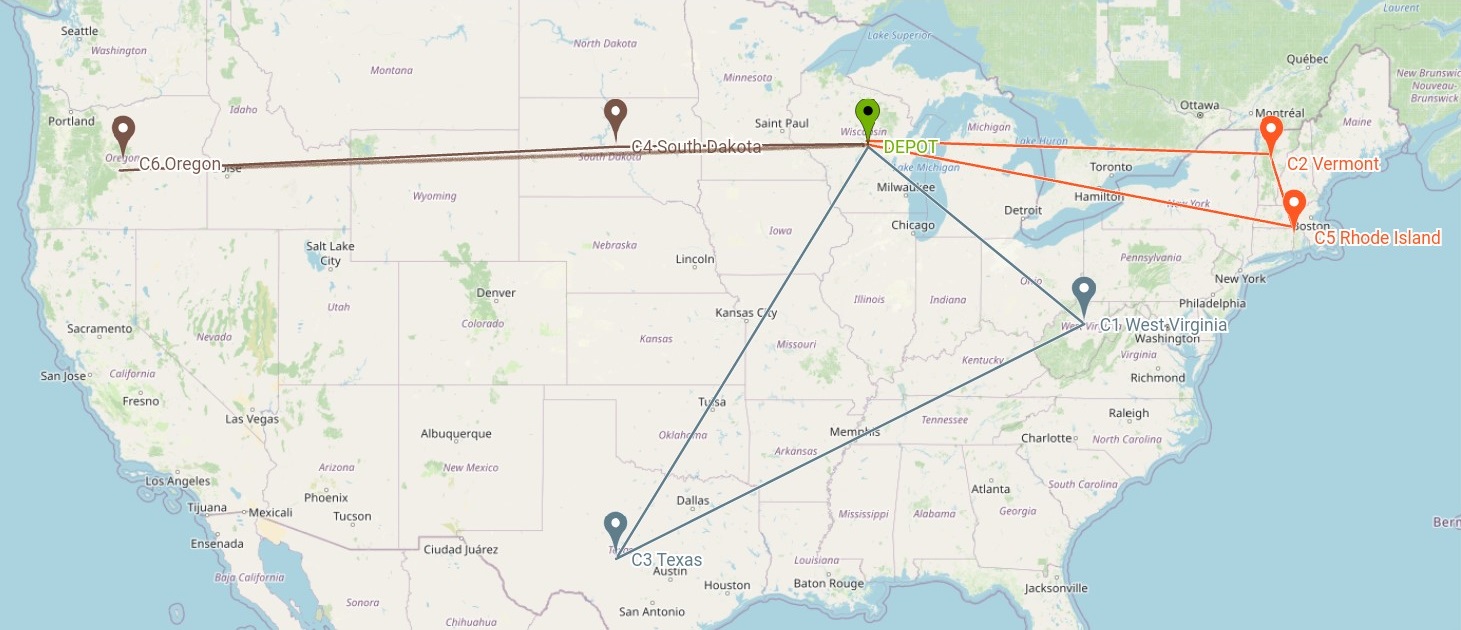 Laurent
Seattle
Washington
Lake Superior
North Dakota
Montana
Minnesota
Québec
New Brunswick
Nouveau-
Brunswick
Idaho
Portland
Saint Paul
Wisconsin
Ottawa
Montréal
Maine
Michigan
Lake Huron
Oregon
C6 Oregon
C4 South Dakota
South Dakota
DEPOT
Lake Michigan
Toronto
C2 Vermont
Milwaukee
Wyoming
Hamilton
New York
Detroit
Chicago
Boston
C5 Rhode Island
Iowa
Salt Lake
City
Nebraska
Lincoln
Pennsylvania
New York
Ohio
Denver
Utah
Illinois
Indiana
Philadelphia
Kansas City
Colorado
Sacramento
Nevada
Kansas
Missouri
C1 West Virginia
Washington
Virginia
Kentucky
San Jose
California
Richmond
Fresno
Tulsa
Las Vegas
Raleigh
Tennessee
Albuquerque
Oklahoma
Memphis
Charlotte
North Carolina
Arkansas
Arizona
New Mexico
Los Angeles
South Carolina
Phoenix
Atlanta
Dallas
Tijuana
Mexicali
Tucson
Mississippi
Alabama
Georgia
Ensenada
Ciudad Juárez
C3 Texas
Louisiana
Austin
Baja California
Houston
Baton Rouge
Jacksonville
Sonora
San Antonio
Chihuahua